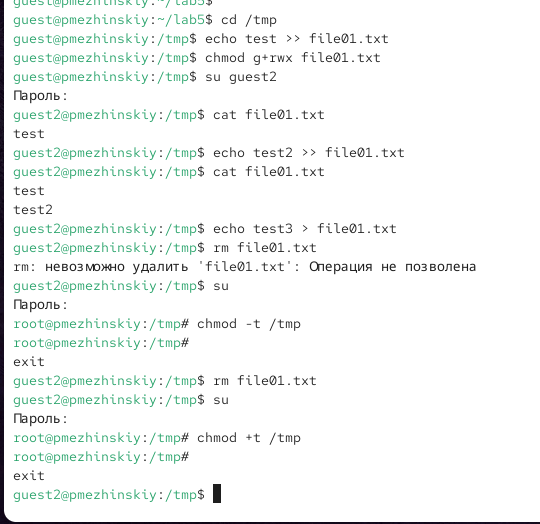 guest@pmezhinskiy:~/lab5$
guest@pmezhinskiy:~/lab5$ cd /tmp
guest@pmezhinskiy:/tmp$ echo test >> file01.txt
guest@pmezhinskiy:/tmp$ chmod g+rwx file01.txt
guest@pmezhinskiy:/tmp$ su guest2
Пароль:
guest2@pmezhinskiy:/tmp$ cat file01.txt
test
guest2@pmezhinskiy:/tmp$ echo test2 >> file01.txt
guest2@pmezhinskiy:/tmp$ cat file01.txt
test
test2
guest2@pmezhinskiy:/tmp$ echo test3 > file01.txt
guest2@pmezhinskiy:/tmp$ rm file01.txt
rm: невозможно удалить 'file01.txt': Операция не позволена
guest2@pmezhinskiy:/tmp$ su
Пароль:
root@pmezhinskiy:/tmp# chmod -t /tmp
root@pmezhinskiy:/tmp#
exit
guest2@pmezhinskiy:/tmp$ rm file01.txt
guest2@pmezhinskiy:/tmp$ su
Пароль:
root@pmezhinskiy:/tmp# chmod +t /tmp
root@pmezhinskiy:/tmp#
exit
guest2@pmezhinskiy:/tmp$